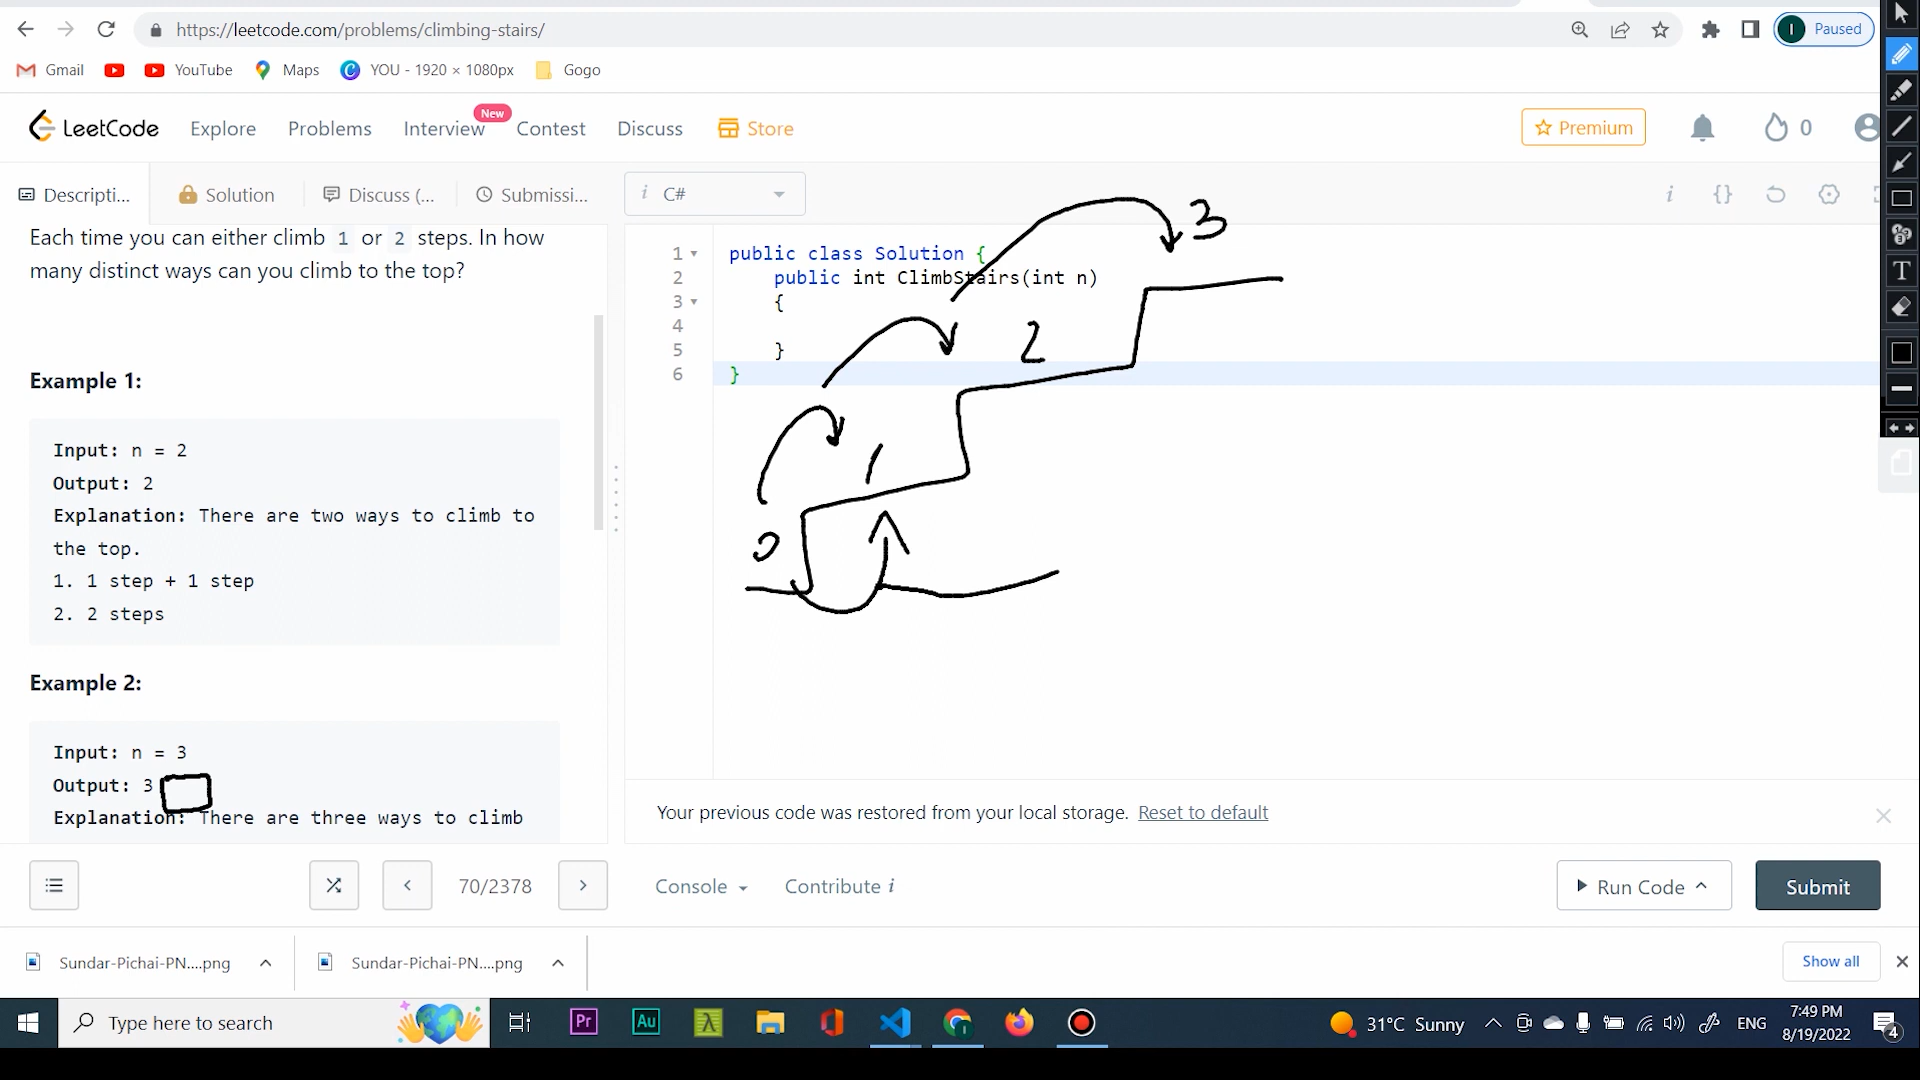 https://leetcode.com/problems/climbing-stairs/
Paused
Gmail
YouTube
Maps
YOU - 1920 × 1080px
Gogo
LeetCode
Explore
Problems
Interview
New
Contest
Discuss
Store
Premium
0
Descripti...
Solution
Discuss (...
Submissi...
i C#
Each time you can either climb 1 or 2 steps. In how
many distinct ways can you climb to the top?
Example 1:
Input: n = 2
Output: 2
Explanation: There are two ways to climb to
the top.
1. 1 step + 1 step
2. 2 steps
Example 2:
Input: n = 3
Output: 3
Explanation: There are three ways to climb
1 public class Solution {
2 public int ClimbStairs(int n)
3 {
4
5 }
6 }
3
2
1
0
Your previous code was restored from your local storage. Reset to default
70/2378
Console
Contribute i
Run Code
Submit
Sundar-Pichai-PN....png
Sundar-Pichai-PN....png
Show all
Type here to search
Pr
Au
31°C Sunny
ENG
7:49 PM
8/19/2022
4